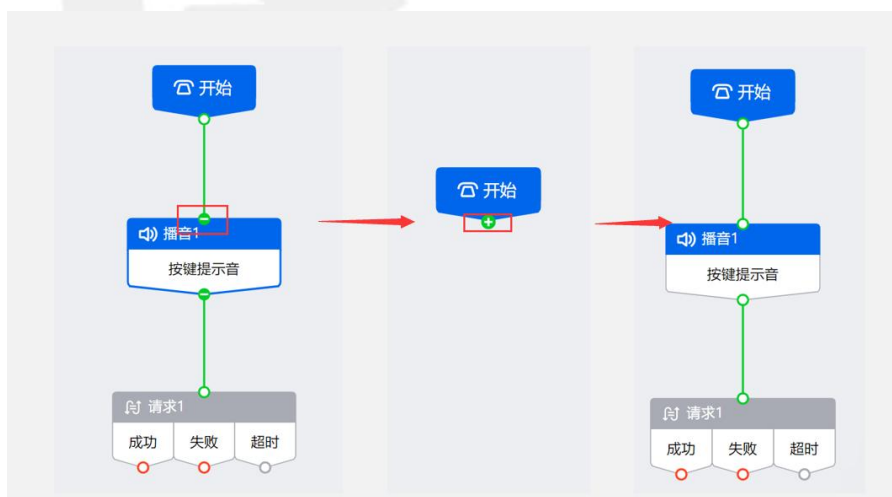 开始
播音1
按键提示音
请求1
成功 失败 超时
开始
开始
播音1
按键提示音
请求1
成功 失败 超时